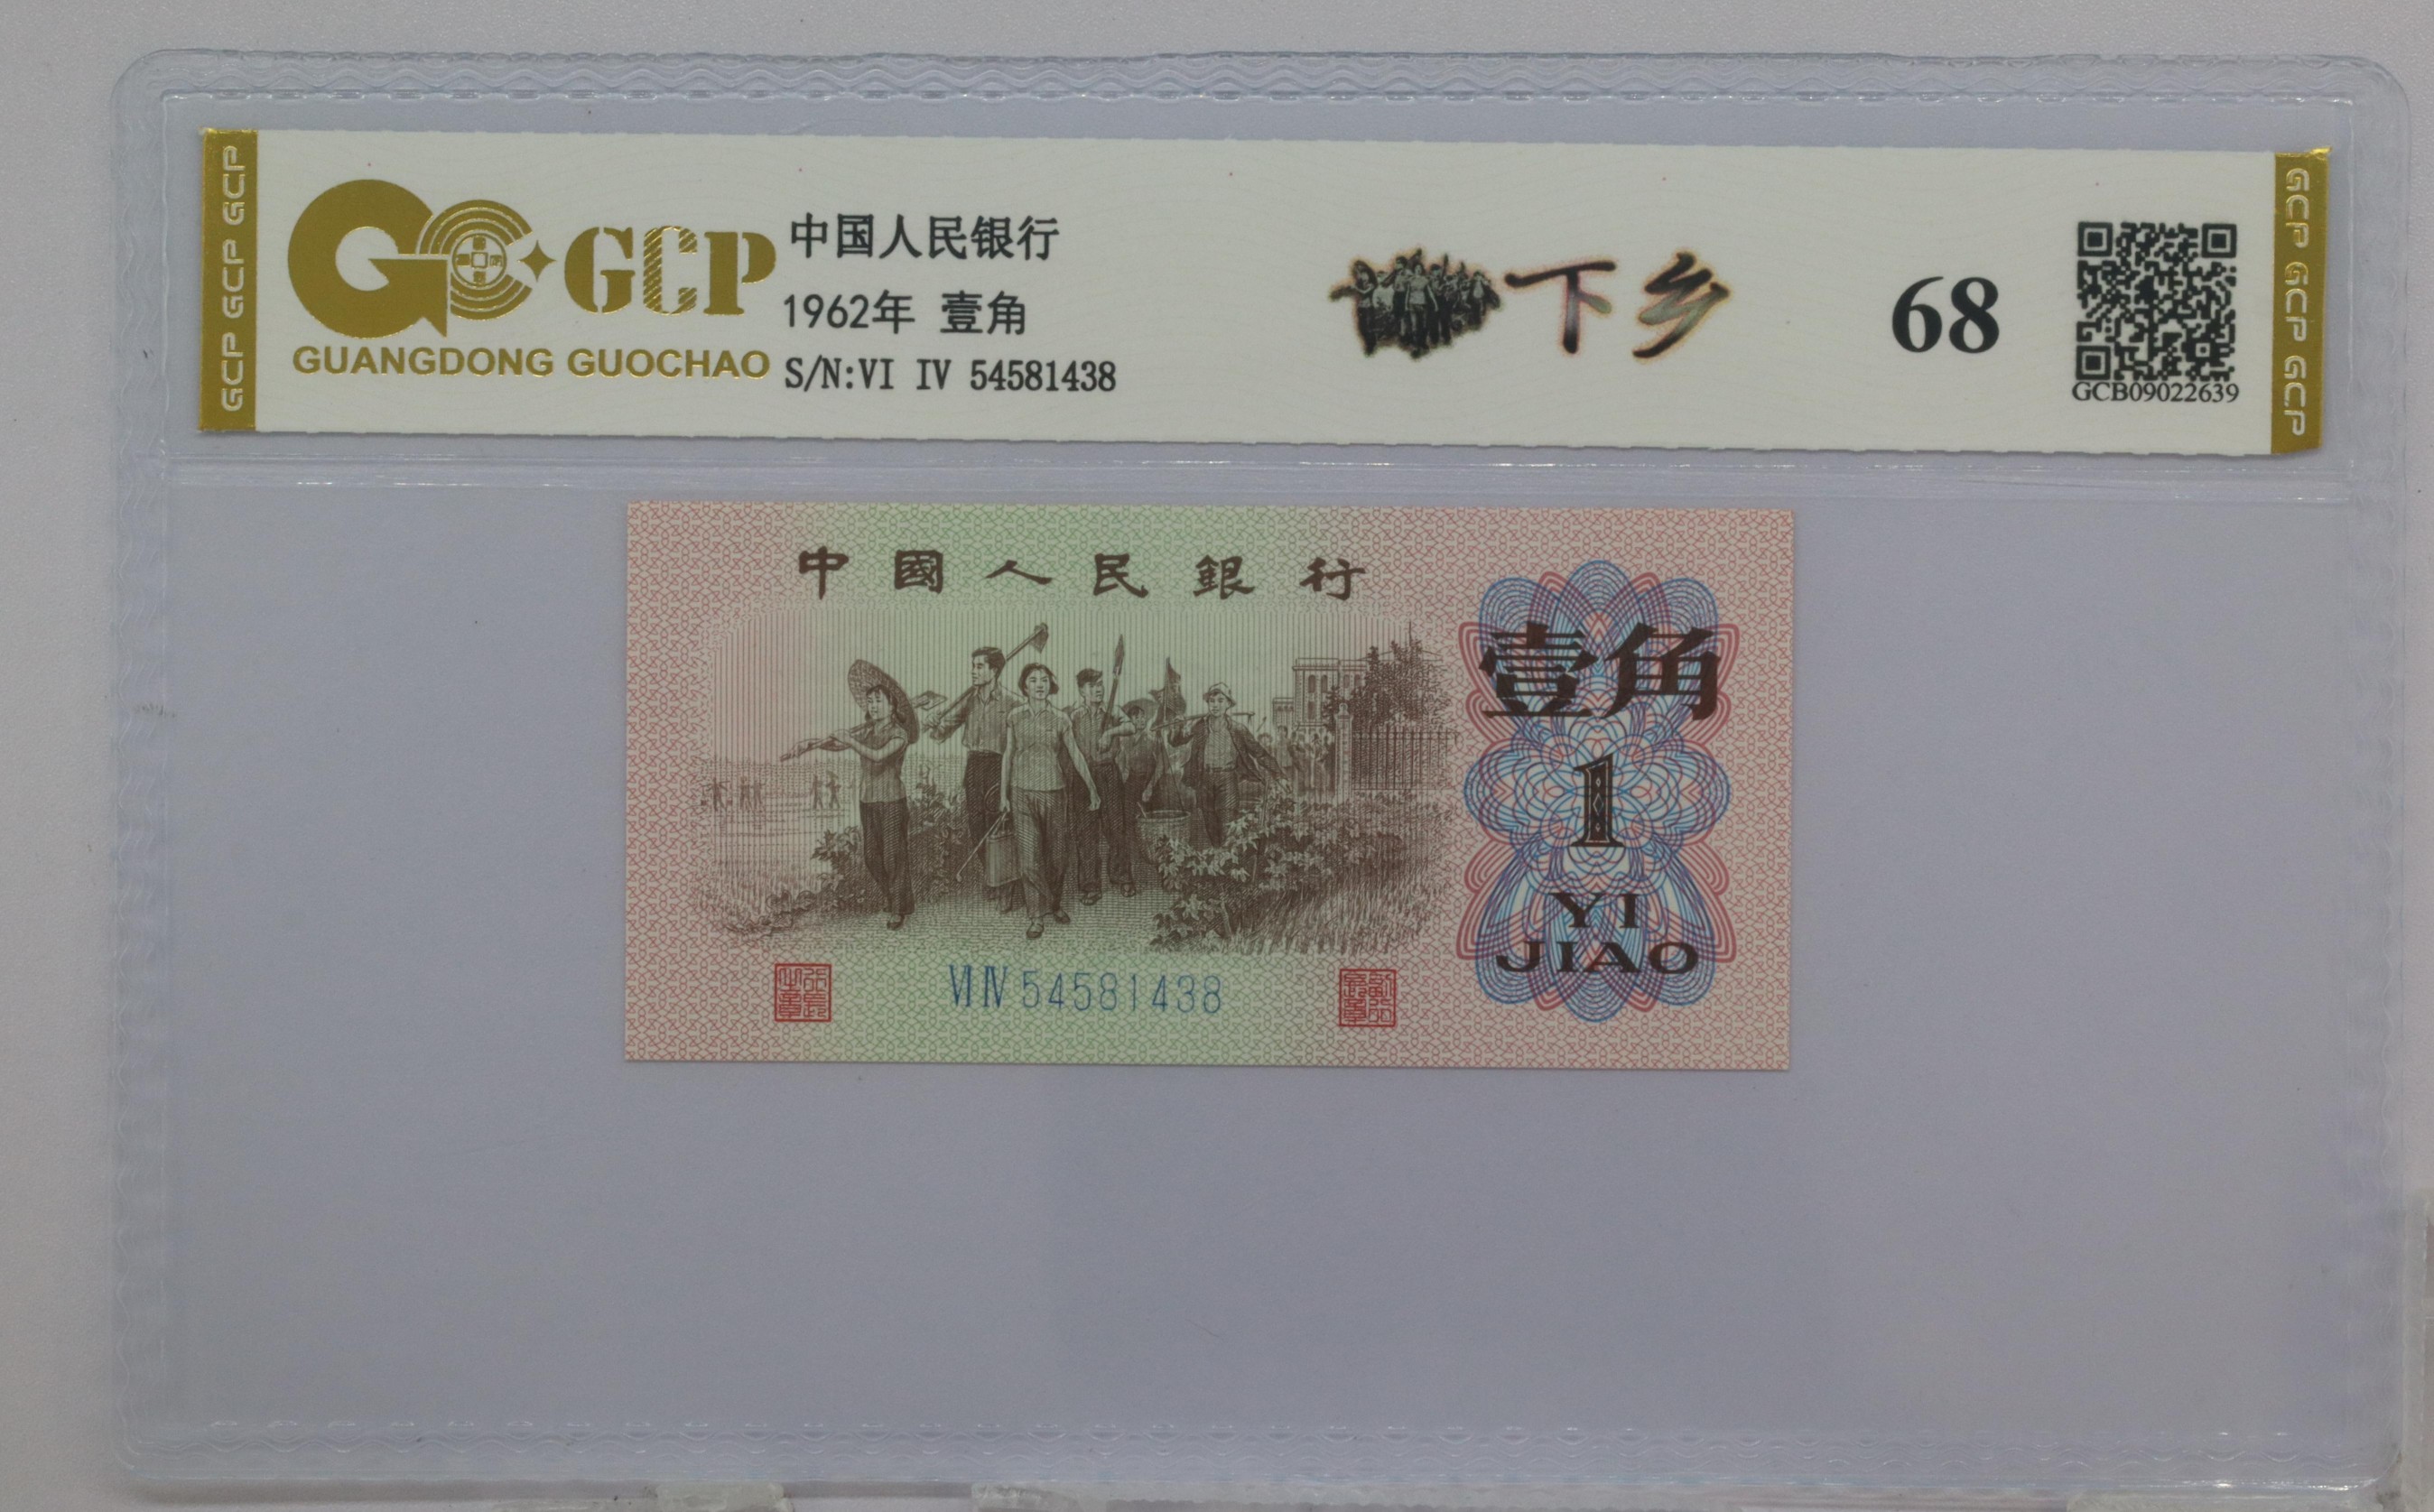 GCP GCP GCP
GCP
GUANGDONG GUOCHAO
中国人民银行
1962年 壹角
S/N:VI IV 54581438
下乡
68
GCB09022639
GCP GCP GCP
中國人民銀行
壹角
1
YI
JIAO
VI IV 54581438